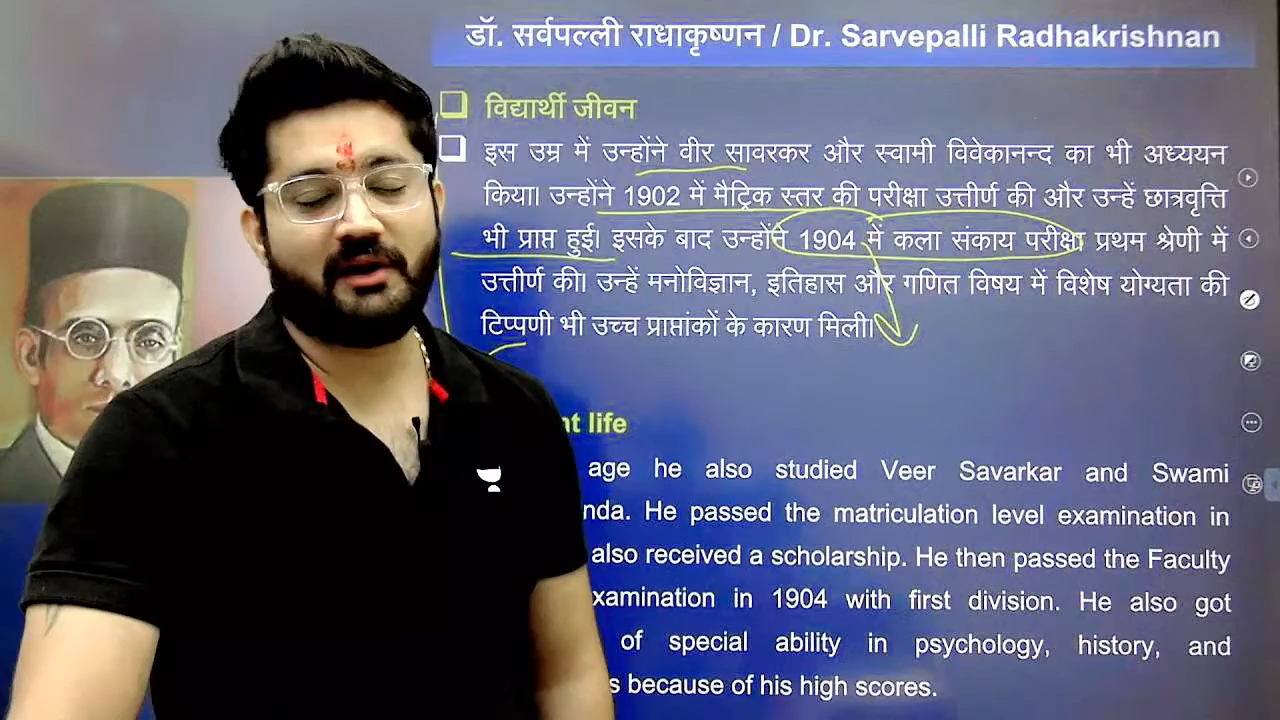 डॉ. सर्वपल्ली राधाकृष्णन / Dr. Sarvepalli Radhakrishnan
विद्यार्थी जीवन
इस उम्र में उन्होंने वीर सावरकर और स्वामी विवेकानन्द का भी अध्ययन
किया। उन्होंने 1902 में मैट्रिक स्तर की परीक्षा उत्तीर्ण की और उन्हें छात्रवृत्ति
भी प्राप्त हुई। इसके बाद उन्होंने 1904 में कला संकाय परीक्षा प्रथम श्रेणी में
उत्तीर्ण की। उन्हें मनोविज्ञान, इतिहास और गणित विषय में विशेष योग्यता की
टिप्पणी भी उच्च प्राप्तांकों के कारण मिली।
nt life
age he also studied Veer Savarkar and Swami
nda. He passed the matriculation level examination in
also received a scholarship. He then passed the Faculty
xamination in 1904 with first division. He also got
of special ability in psychology, history, and
s because of his high scores.